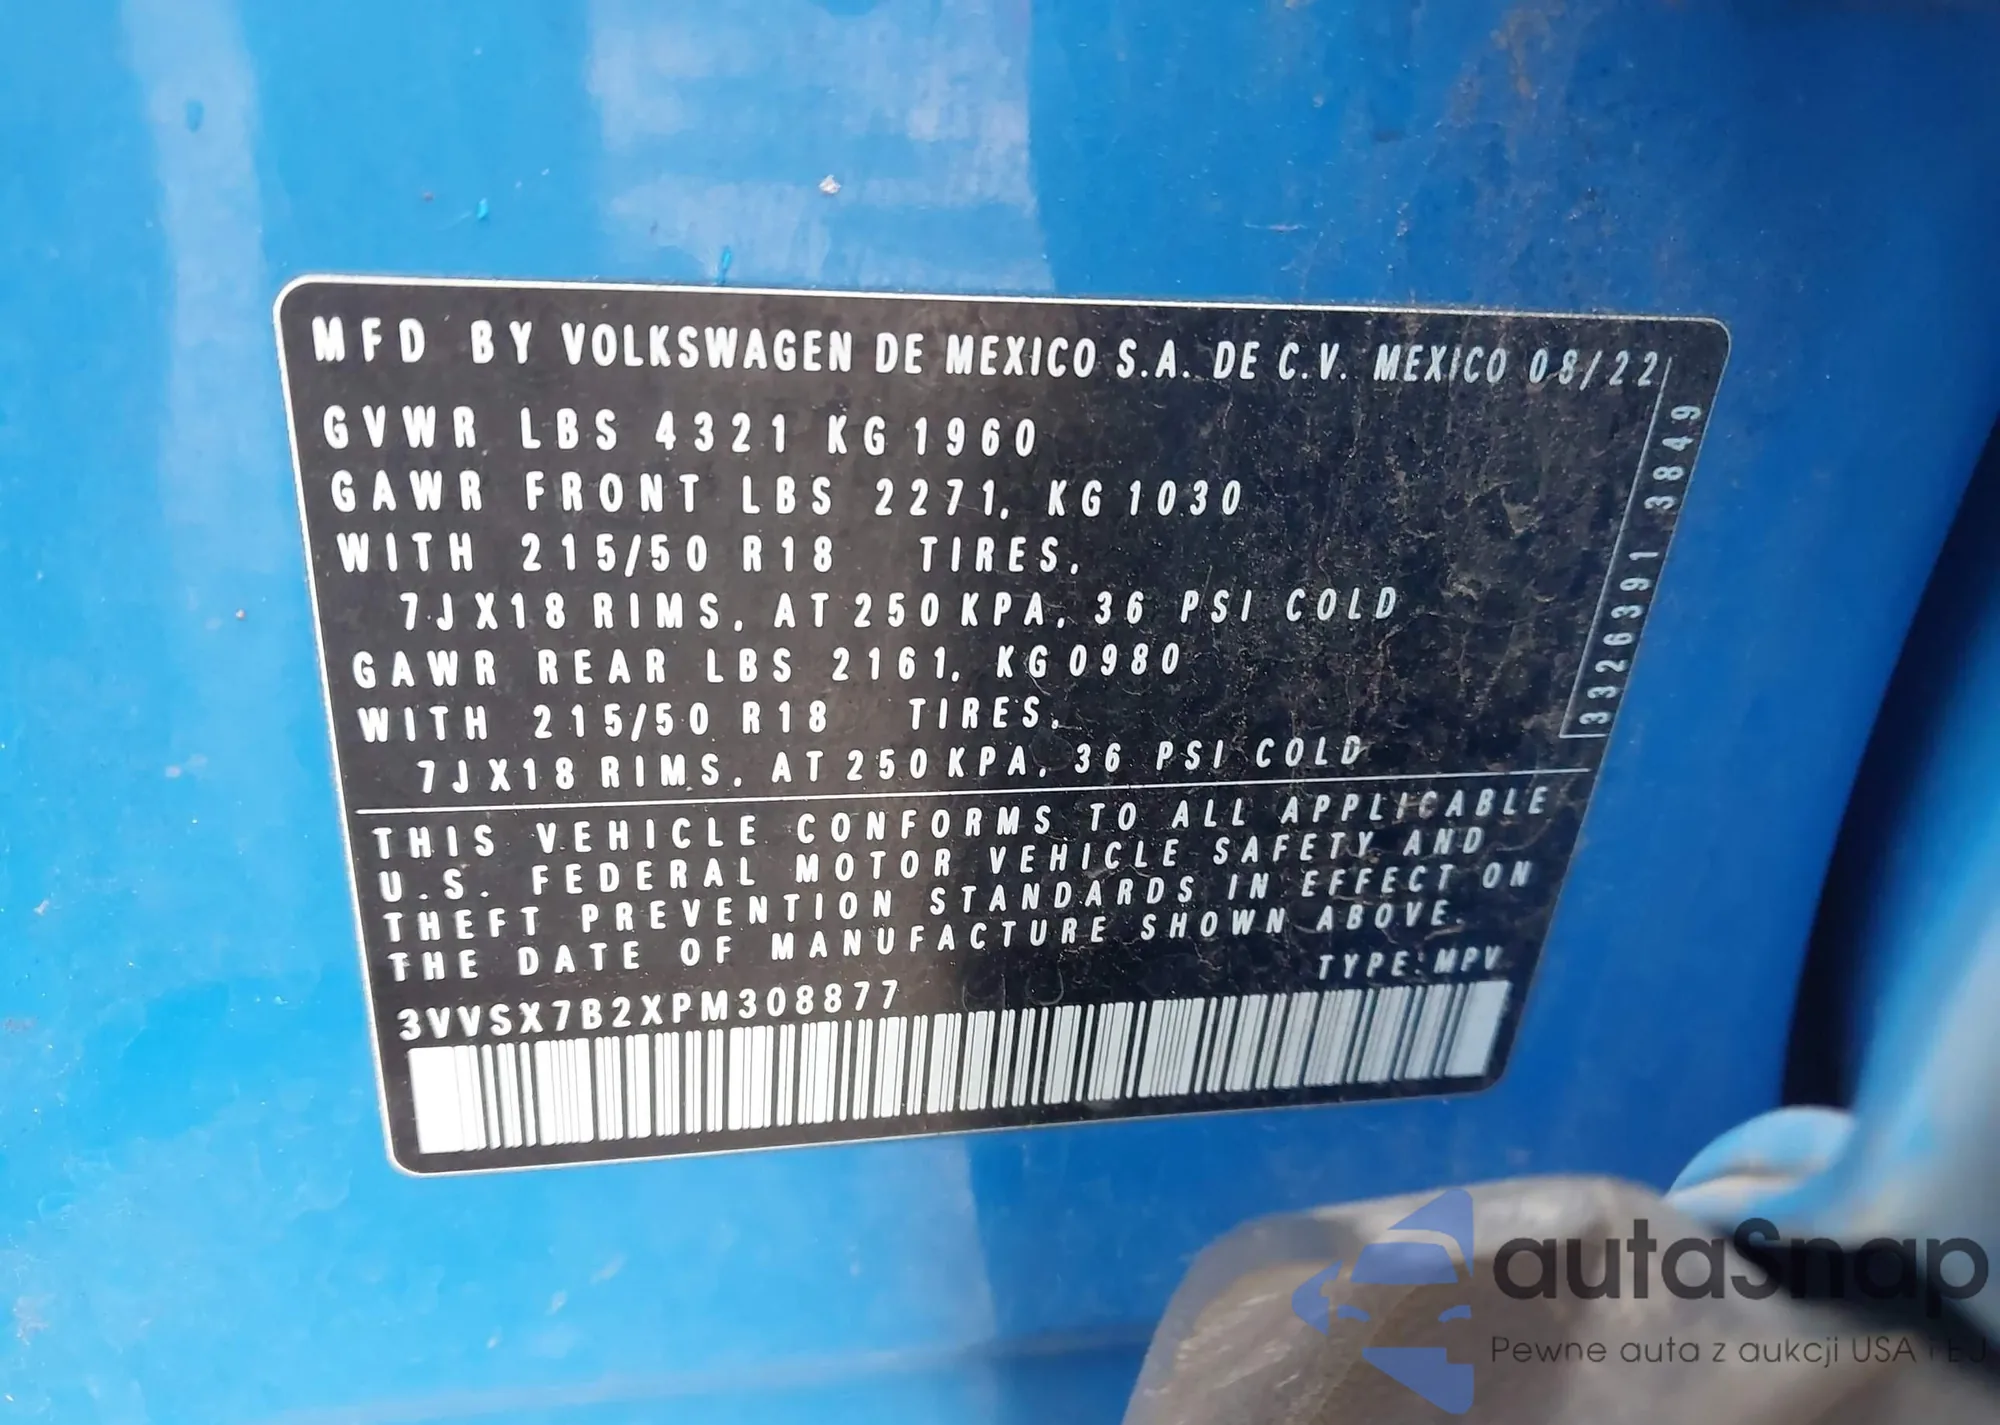 MFD BY VOLKSWAGEN DE MEXICO S.A. DE C.V. MEXICO 08/22
GVWR LBS 4321 KG 1960
GAWR FRONT LBS 2271, KG 1030
WITH 215/50 R18 TIRES,
7JX18 RIMS, AT 250 KPA, 36 PSI COLD
GAWR REAR LBS 2161, KG 0980
WITH 215/50 R18 TIRES,
7JX18 RIMS, AT 250 KPA, 36 PSI COLD
3326391 3849
THIS VEHICLE CONFORMS TO ALL APPLICABLE
U.S. FEDERAL MOTOR VEHICLE SAFETY AND
THEFT PREVENTION STANDARDS IN EFFECT ON
THE DATE OF MANUFACTURE SHOWN ABOVE.
TYPE: MPV
3VVSX7B2XPM308877
autaSnap
Pewne auta z aukcji USA i EU